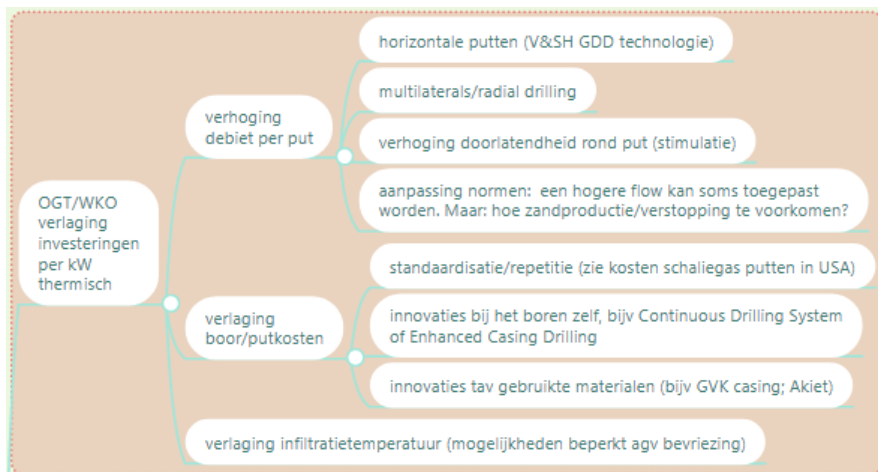 OGT/WKO
verlaging
investeringen
per kW
thermisch
verhoging
debiet per put
horizontale putten (V&SH GDD technologie)
multilaterals/radial drilling
verhoging doorlatendheid rond put (stimulatie)
aanpassing normen:  een hogere flow kan soms toegepast
worden. Maar: hoe zandproductie/verstopping te voorkomen?
verlaging
boor/putkosten
standaardisatie/repetitie (zie kosten schaliegas putten in USA)
innovaties bij het boren zelf, bijv Continuous Drilling System
of Enhanced Casing Drilling
innovaties tav gebruikte materialen (bijv GVK casing; Akiet)
verlaging infiltratietemperatuur (mogelijkheden beperkt agv bevriezing)